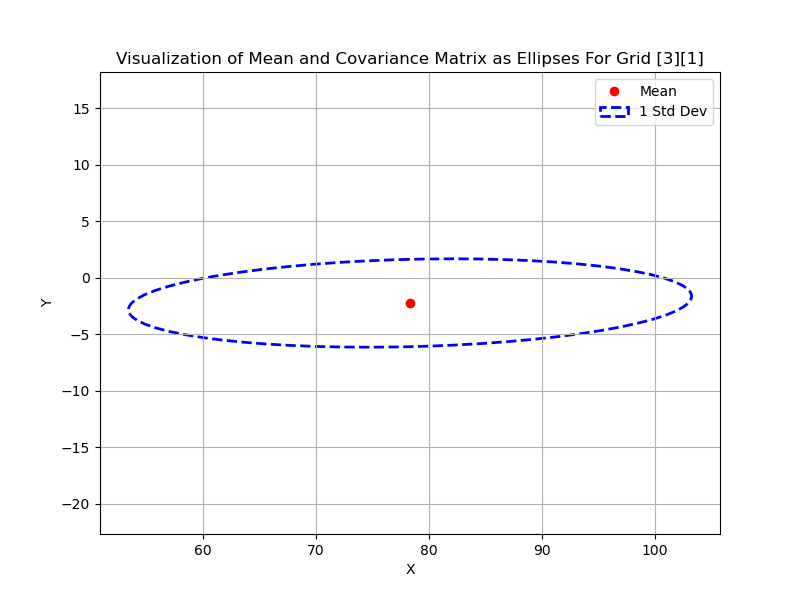 Visualization of Mean and Covariance Matrix as Ellipses For Grid [3][1]
Mean
1 Std Dev
15
10
5
0
−5
−10
−15
−20
Y
60
70
80
90
100
X